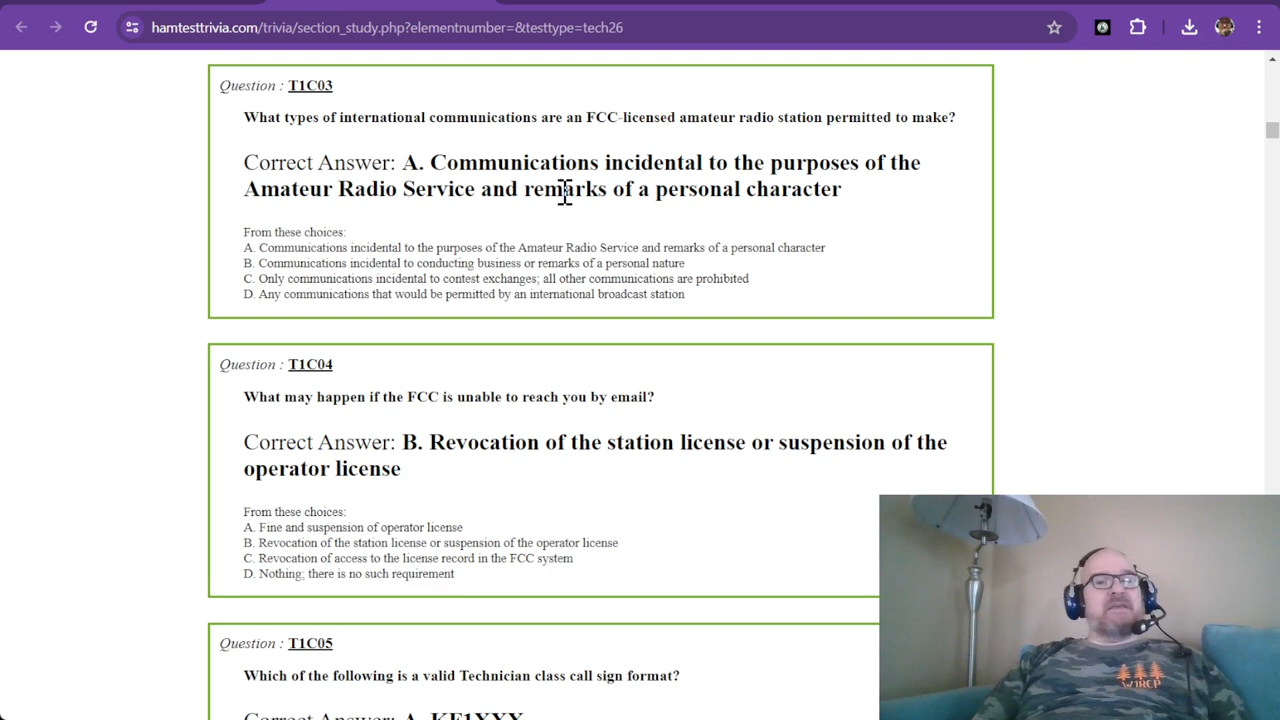 hamtesttrivia.com/trivia/section_study.php?elementnumber=&testtype=tech26
Question : T1C03
What types of international communications are an FCC-licensed amateur radio station permitted to make?
Correct Answer: A. Communications incidental to the purposes of the
Amateur Radio Service and remarks of a personal character
From these choices:
A. Communications incidental to the purposes of the Amateur Radio Service and remarks of a personal character
B. Communications incidental to conducting business or remarks of a personal nature
C. Only communications incidental to contest exchanges; all other communications are prohibited
D. Any communications that would be permitted by an international broadcast station
Question : T1C04
What may happen if the FCC is unable to reach you by email?
Correct Answer: B. Revocation of the station license or suspension of the
operator license
From these choices:
A. Fine and suspension of operator license
B. Revocation of the station license or suspension of the operator license
C. Revocation of access to the license record in the FCC system
D. Nothing; there is no such requirement
Question : T1C05
Which of the following is a valid Technician class call sign format?
Correct Answer: A. KF1XXX
W1RCP